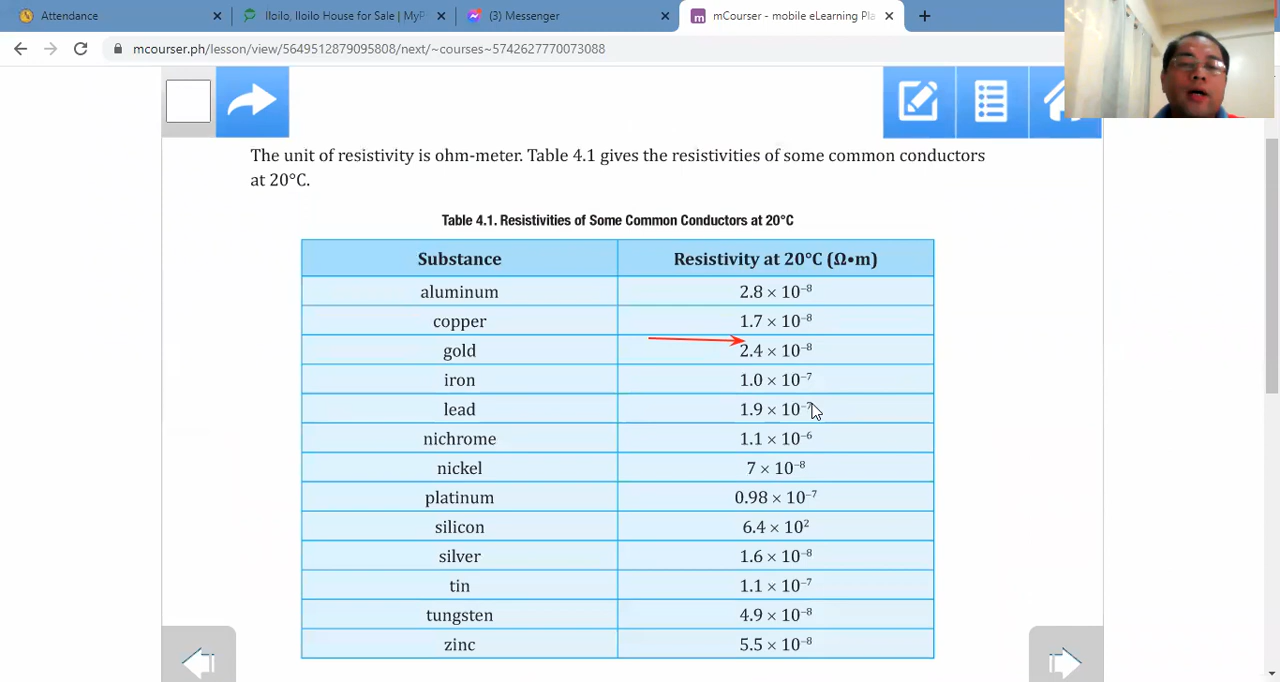 Attendance
Iloilo, Iloilo House for Sale | MyP
(3) Messenger
mCourser - mobile eLearning Pla
mcourser.ph/lesson/view/5649512879095808/next/~courses~5742627770073088
The unit of resistivity is ohm-meter. Table 4.1 gives the resistivities of some common conductors
at 20°C.
Table 4.1. Resistivities of Some Common Conductors at 20°C
Substance Resistivity at 20°C (Ω•m)
aluminum 2.8 × 10⁻⁸
copper 1.7 × 10⁻⁸
gold 2.4 × 10⁻⁸
iron 1.0 × 10⁻⁷
lead 1.9 × 10⁻⁷
nichrome 1.1 × 10⁻⁶
nickel 7 × 10⁻⁸
platinum 0.98 × 10⁻⁷
silicon 6.4 × 10²
silver 1.6 × 10⁻⁸
tin 1.1 × 10⁻⁷
tungsten 4.9 × 10⁻⁸
zinc 5.5 × 10⁻⁸